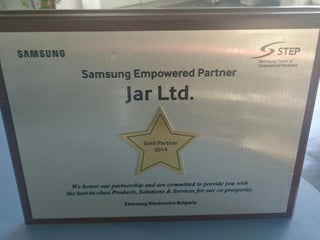 SAMSUNG
STEP
Samsung Team of
Empowered Partners
Samsung Empowered Partner
Jar Ltd.
Gold Partner
2014
We honor our partnership and are committed to provide you with
the best-in-class Products, Solutions & Services for our co-prosperity.
Samsung Electronics Bulgaria